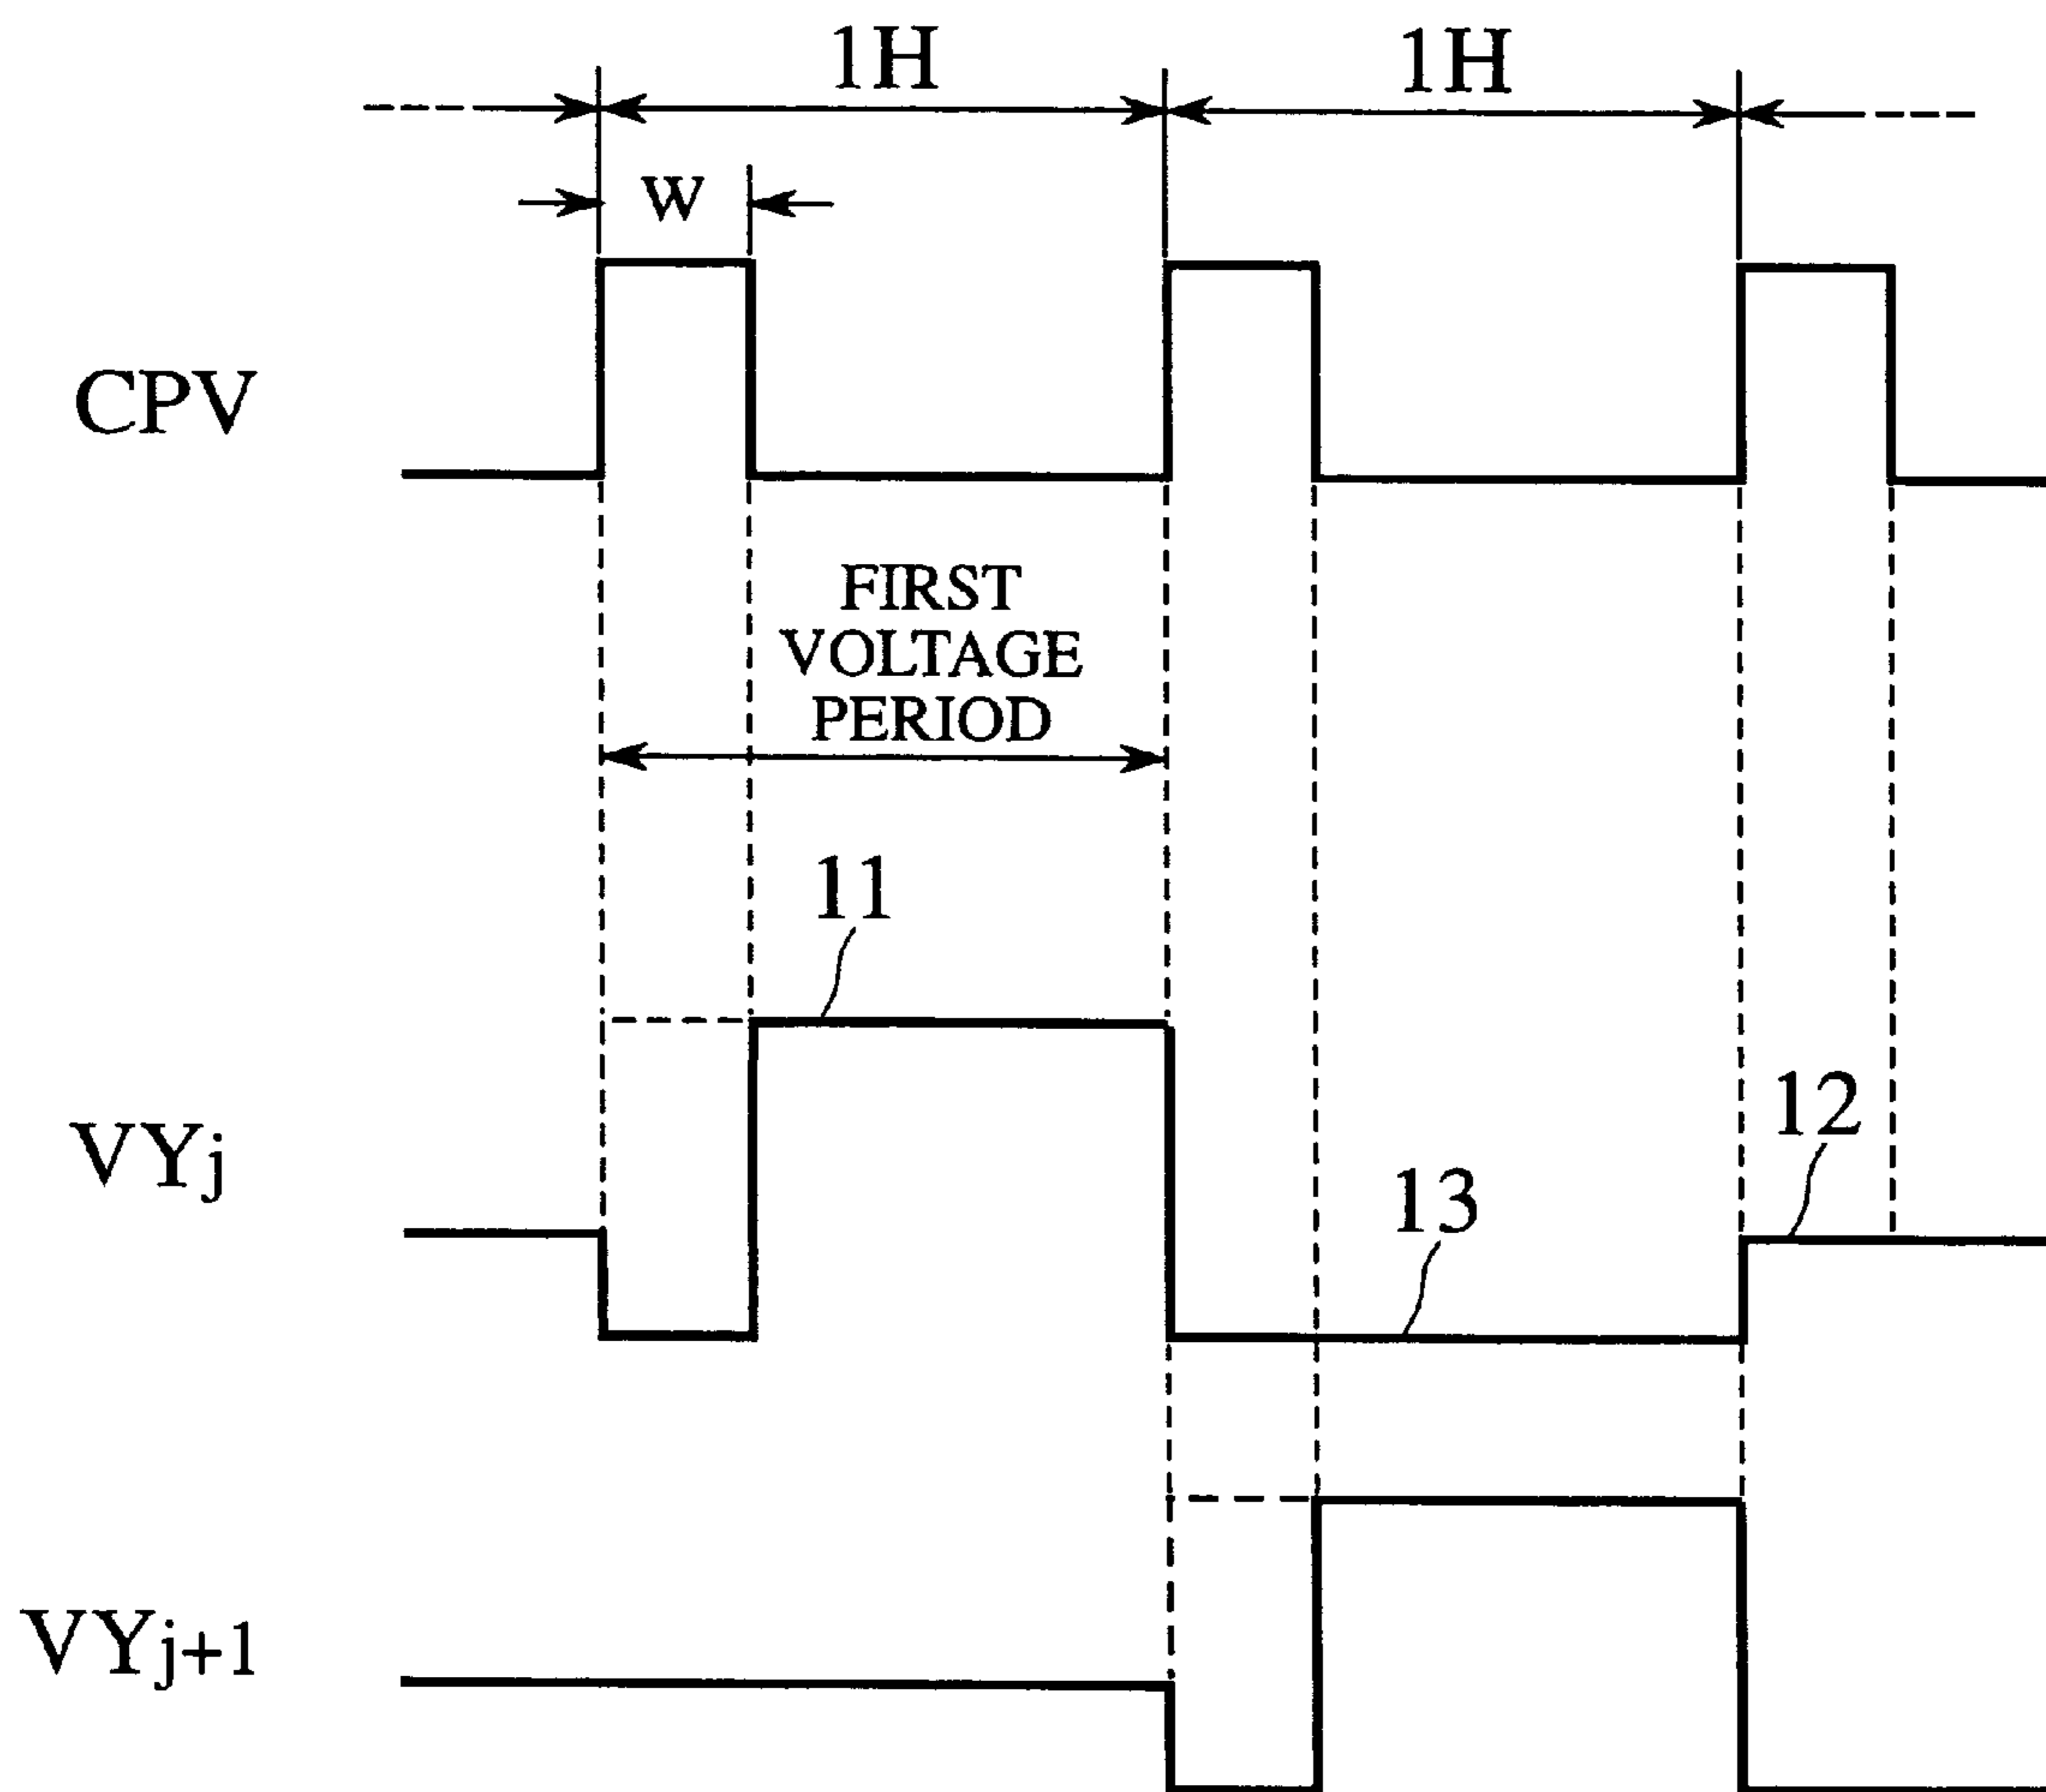 1H
1H
w
CPV
FIRST
VOLTAGE
PERIOD
11
VYj
12
13
VYj+1